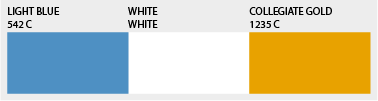 LIGHT BLUE
542 C
WHITE
WHITE
COLLEGIATE GOLD
1235 C